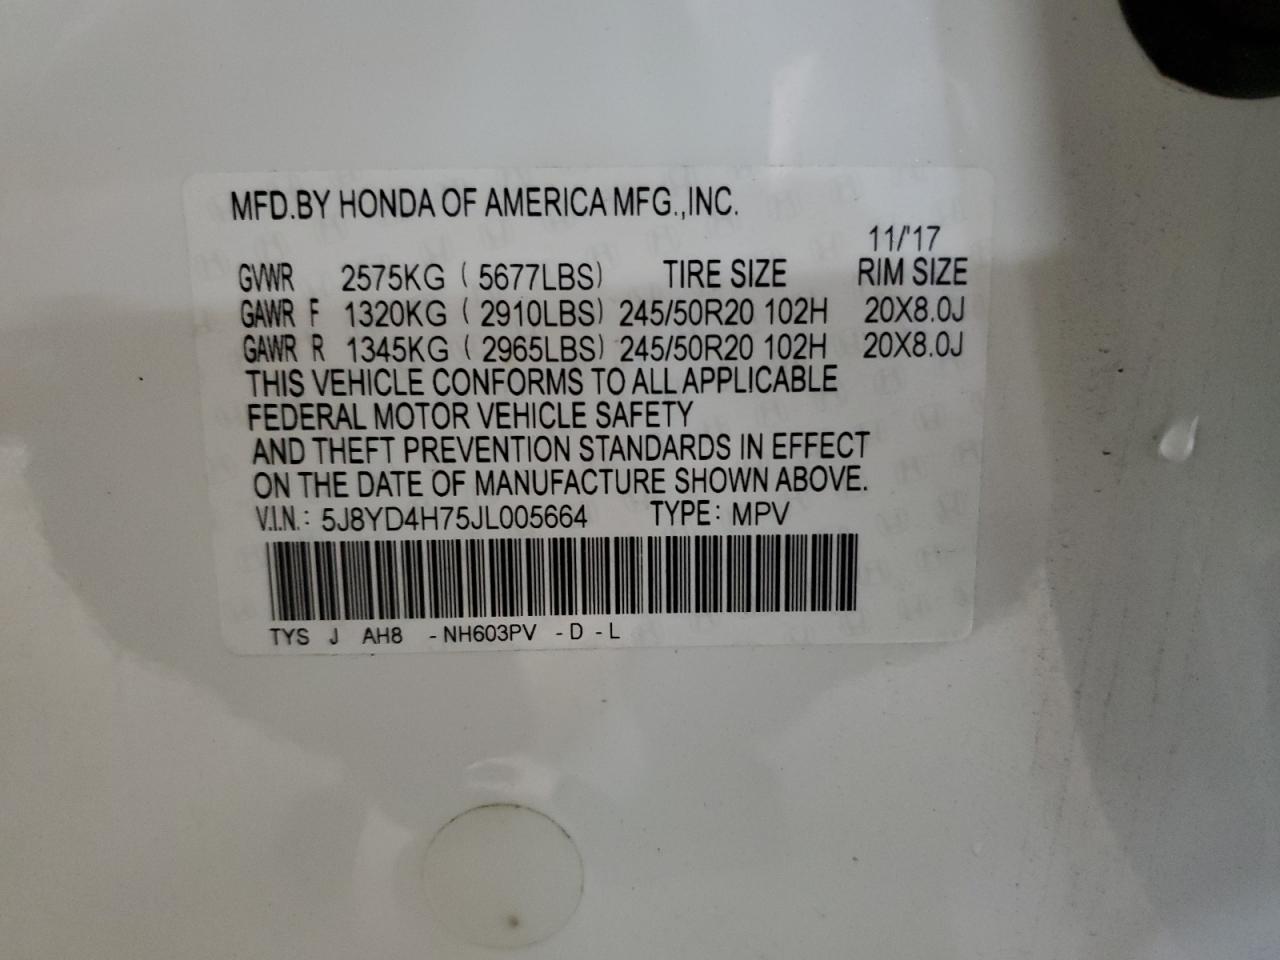 MFD.BY HONDA OF AMERICA MFG.,INC.
11/'17
GVWR 2575KG ( 5677LBS) TIRE SIZE RIM SIZE
GAWR F 1320KG ( 2910LBS) 245/50R20 102H 20X8.0J
GAWR R 1345KG ( 2965LBS) 245/50R20 102H 20X8.0J
THIS VEHICLE CONFORMS TO ALL APPLICABLE
FEDERAL MOTOR VEHICLE SAFETY
AND THEFT PREVENTION STANDARDS IN EFFECT
ON THE DATE OF MANUFACTURE SHOWN ABOVE.
V.I.N.: 5J8YD4H75JL005664 TYPE: MPV
TYS J AH8 -NH603PV -D -L